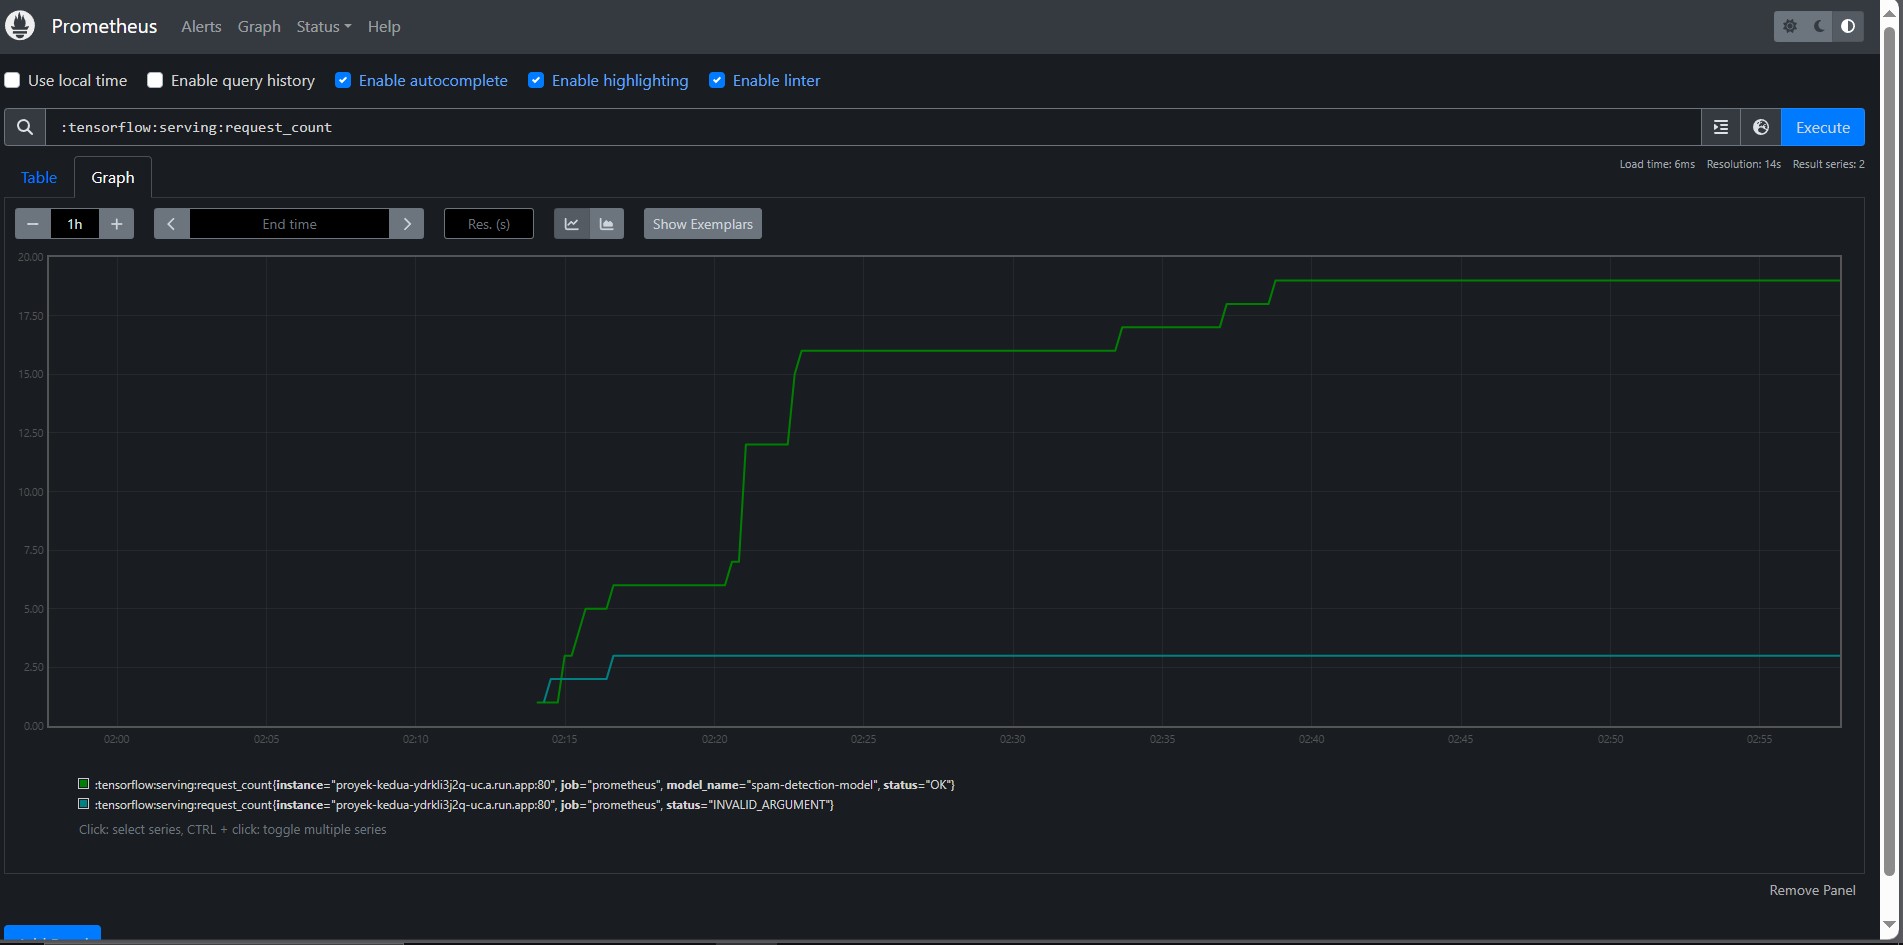 Prometheus Alerts Graph Status Help
Use local time Enable query history Enable autocomplete Enable highlighting Enable linter
:tensorflow:serving:request_count
Execute
Load time: 6ms Resolution: 14s Result series: 2
Table Graph
− 1h + End time Res. (s) Show Exemplars
20.00
17.50
15.00
12.50
10.00
7.50
5.00
2.50
0.00
02:00 02:05 02:10 02:15 02:20 02:25 02:30 02:35 02:40 02:45 02:50 02:55
:tensorflow:serving:request_count{instance="proyek-kedua-ydrkli3j2q-uc.a.run.app:80", job="prometheus", model_name="spam-detection-model", status="OK"}
:tensorflow:serving:request_count{instance="proyek-kedua-ydrkli3j2q-uc.a.run.app:80", job="prometheus", status="INVALID_ARGUMENT"}
Click: select series, CTRL + click: toggle multiple series
Remove Panel